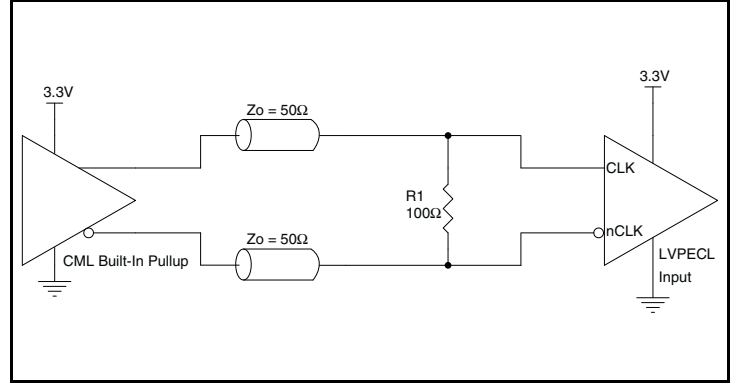 3.3V
3.3V
Zo = 50Ω
CLK
R1
100Ω
Zo = 50Ω
nCLK
CML Built-In Pullup
LVPECL
Input